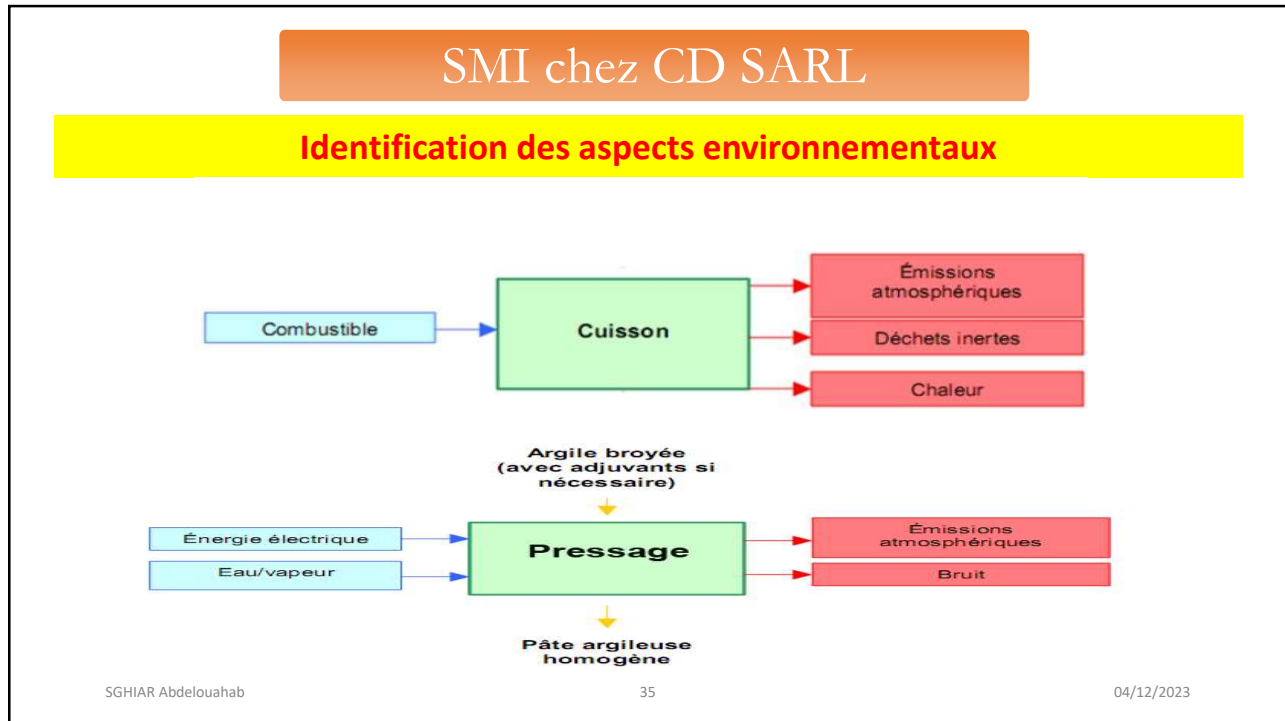 SMI chez CD SARL
Identification des aspects environnementaux
Combustible
Cuisson
Émissions
atmosphériques
Déchets inertes
Chaleur
Argile broyée
(avec adjuvants si
nécessaire)
Énergie électrique
Eau/vapeur
Pressage
Émissions
atmosphériques
Bruit
Pâte argileuse
homogène
SGHIAR Abdelouahab
35
04/12/2023